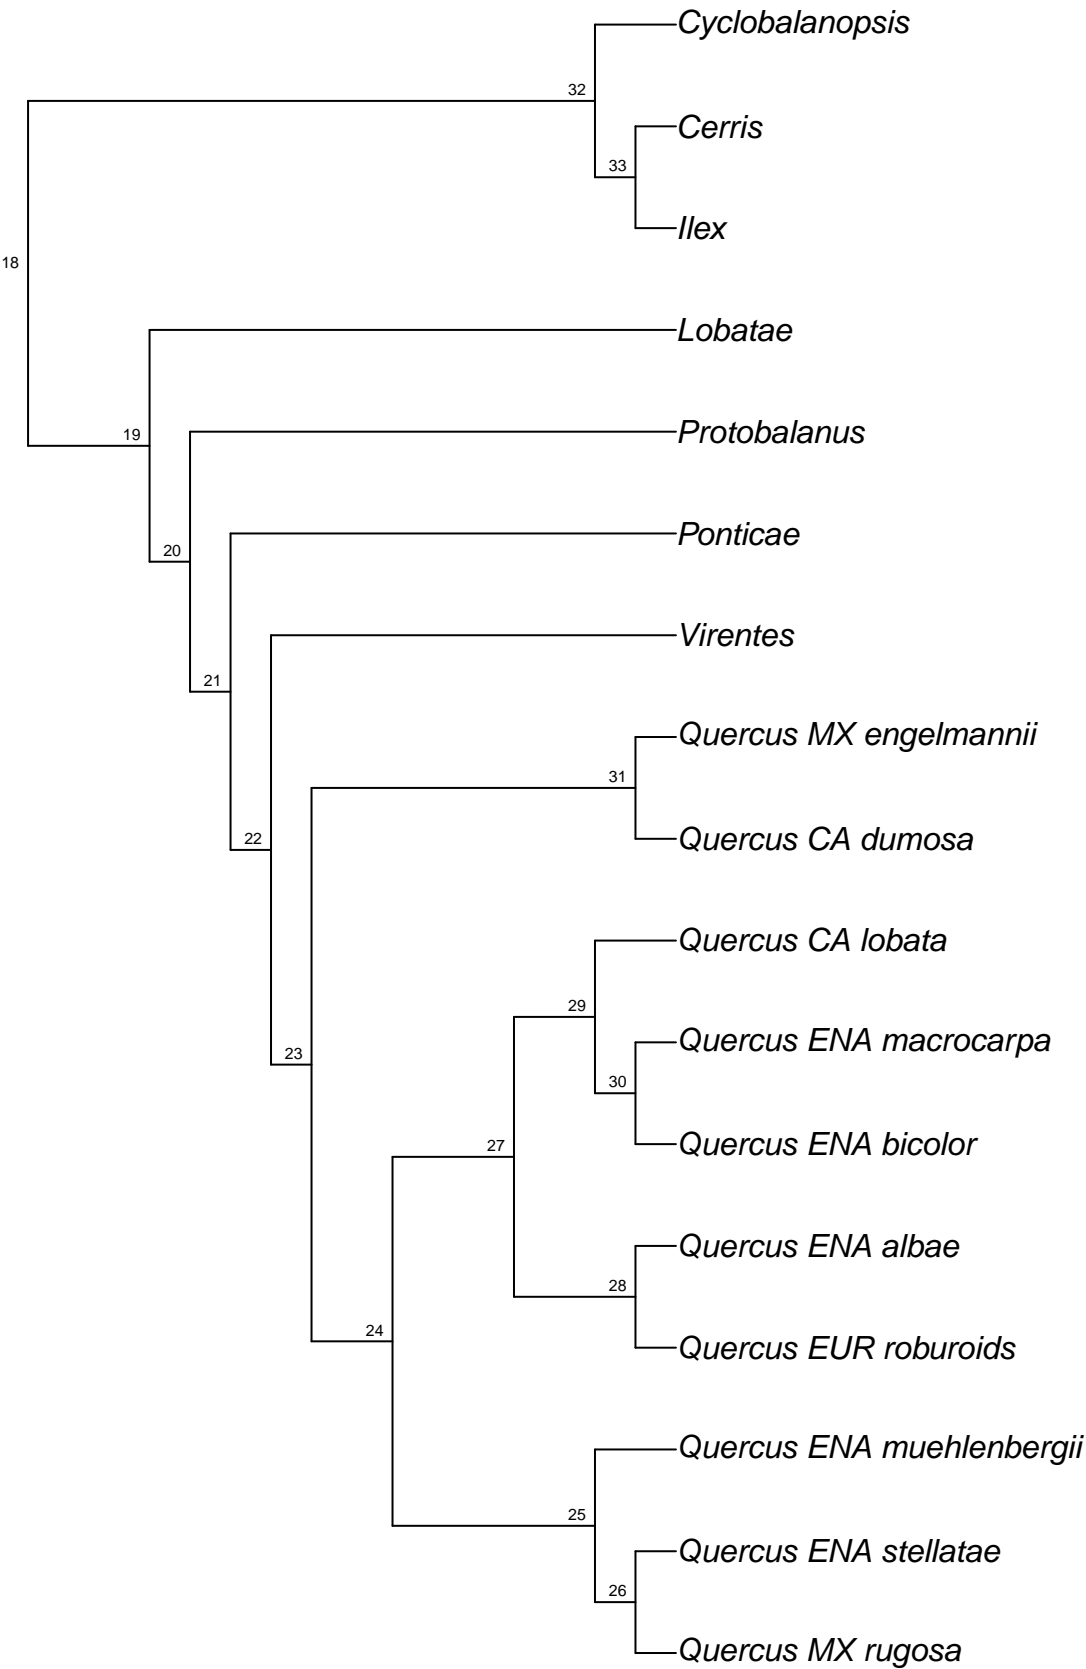 Cyclobalanopsis
32
Cerris
33
Ilex
18
Lobatae
19
Protobalanus
20
Ponticae
21
Virentes
Quercus MX engelmannii
31
22
Quercus CA dumosa
Quercus CA lobata
29
Quercus ENA macrocarpa
23
30
Quercus ENA bicolor
27
Quercus ENA albae
28
24
Quercus EUR roburoids
Quercus ENA muehlenbergii
25
Quercus ENA stellatae
26
Quercus MX rugosa